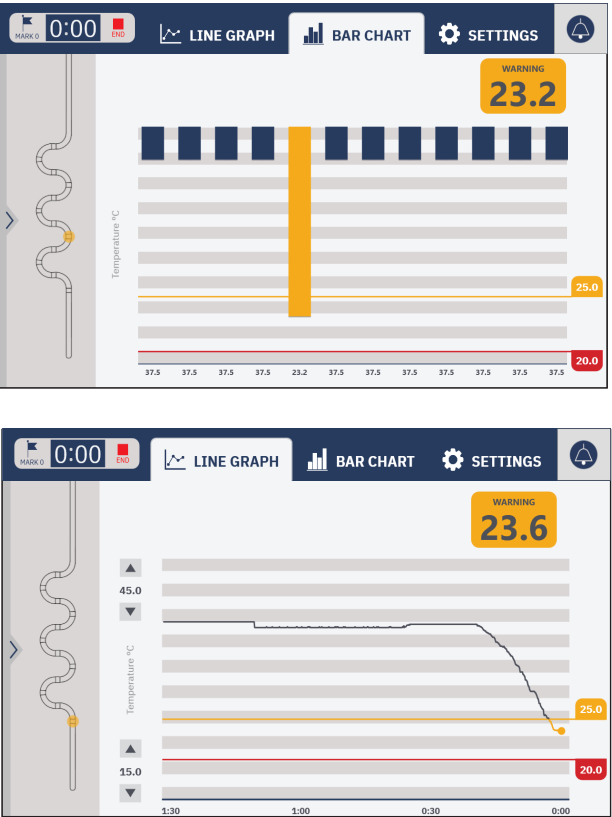 MARK 0 0:00 END LINE GRAPH BAR CHART SETTINGS
WARNING
23.2
Temperature °C
25.0
20.0
37.5 37.5 37.5 37.5 23.2 37.5 37.5 37.5 37.5 37.5 37.5 37.5
MARK 0 0:00 END LINE GRAPH BAR CHART SETTINGS
WARNING
23.6
45.0
Temperature °C
25.0
15.0
20.0
1:30 1:00 0:30 0:00